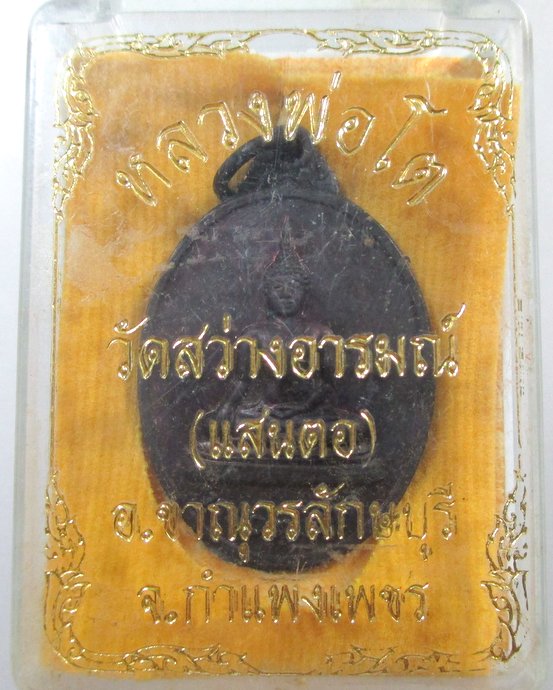 หลวงพ่อโต
วัดสว่างอารมณ์
(แสนตอ)
อ.ขาณุวรลักษบุรี
จ.กำแพงเพชร